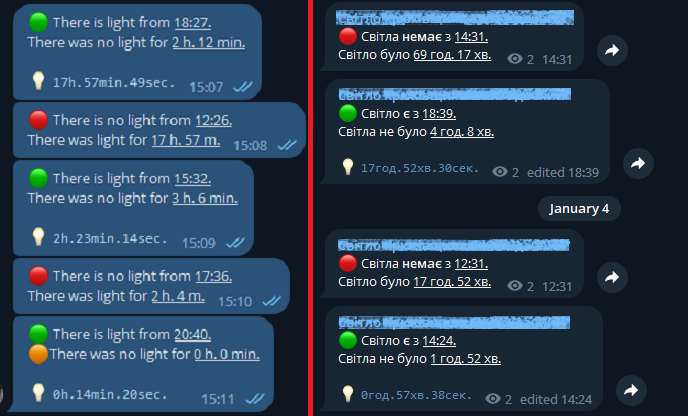 There is light from 18:27.
There was no light for 2 h. 12 min.
17h.57min.49sec.
15:07
There is no light from 12:26.
There was light for 17 h. 57 m.
15:08
There is light from 15:32.
There was no light for 3 h. 6 min.
2h.23min.14sec.
15:09
There is no light from 17:36.
There was light for 2 h. 4 m.
15:10
There is light from 20:40.
There was no light for 0 h. 0 min.
0h.14min.20sec.
15:11
Світла немає з 14:31.
Світло було 69 год. 17 хв.
2 14:31
Світло є з 18:39.
Світла не було 4 год. 8 хв.
17год.52хв.30сек.
2 edited 18:39
January 4
Світла немає з 12:31.
Світло було 17 год. 52 хв.
2 12:31
Світло є з 14:24.
Світла не було 1 год. 52 хв.
0год.57хв.38сек.
2 edited 14:24